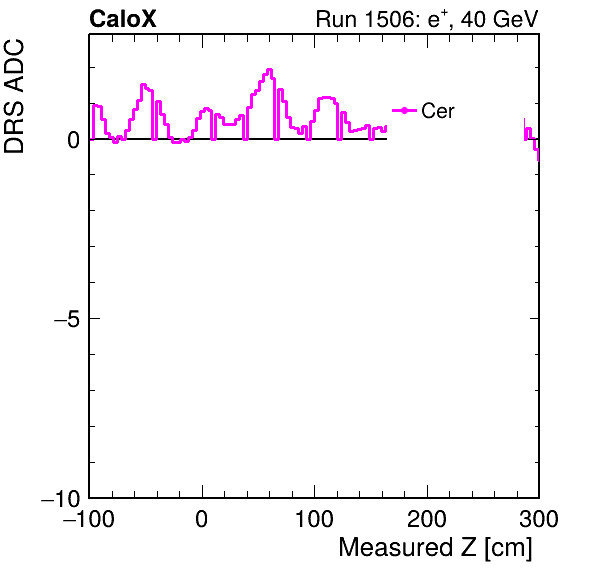 CaloX Run 1506: e⁺, 40 GeV
DRS ADC
Cer
0
−5
−10
−100 0 100 200 300
Measured Z [cm]